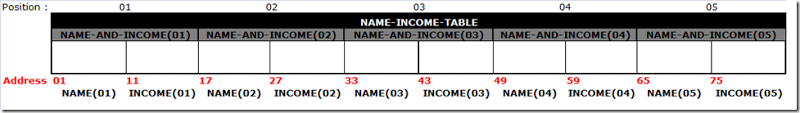 Position : 01 02 03 04 05
NAME-INCOME-TABLE
NAME-AND-INCOME(01) NAME-AND-INCOME(02) NAME-AND-INCOME(03) NAME-AND-INCOME(04) NAME-AND-INCOME(05)
Address 01 11 17 27 33 43 49 59 65 75
NAME(01) INCOME(01) NAME(02) INCOME(02) NAME(03) INCOME(03) NAME(04) INCOME(04) NAME(05) INCOME(05)